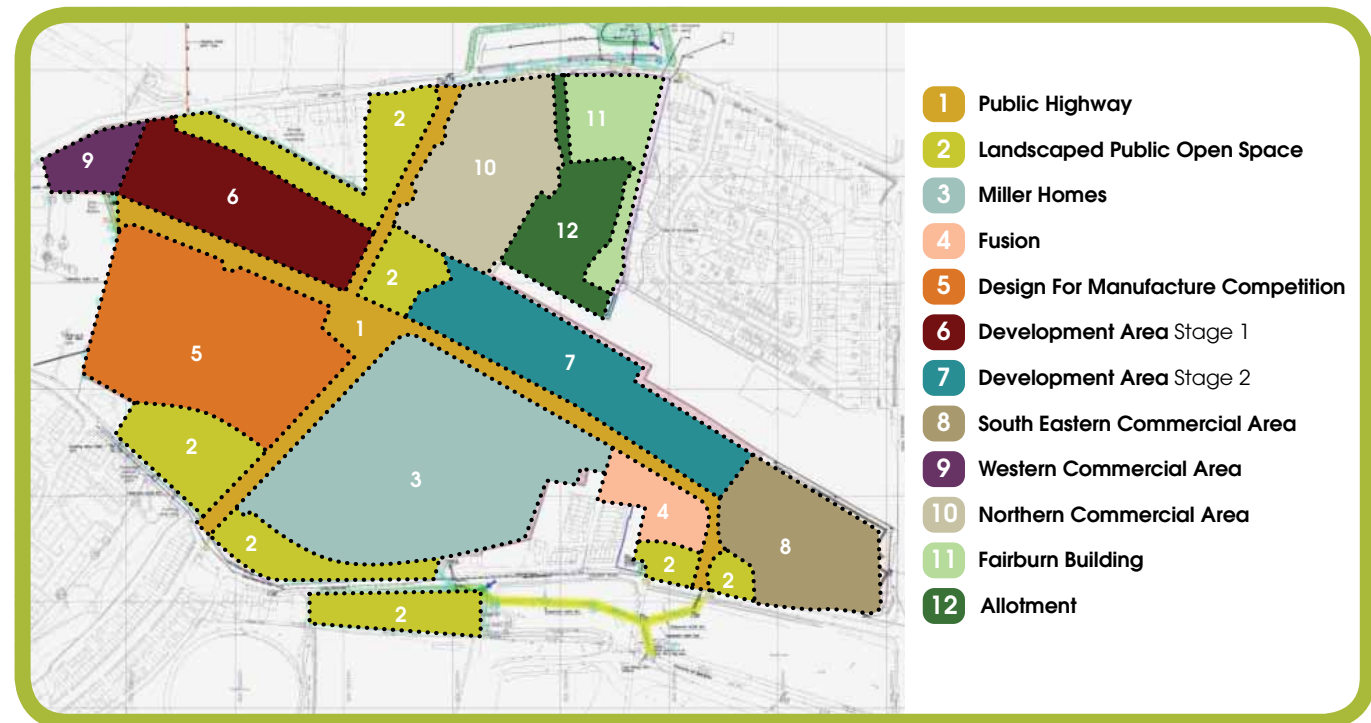 2
11
9
10
6
12
2
1
7
5
2
3
4
8
2
2
2
2
1 Public Highway
2 Landscaped Public Open Space
3 Miller Homes
4 Fusion
5 Design For Manufacture Competition
6 Development Area Stage 1
7 Development Area Stage 2
8 South Eastern Commercial Area
9 Western Commercial Area
10 Northern Commercial Area
11 Fairburn Building
12 Allotment